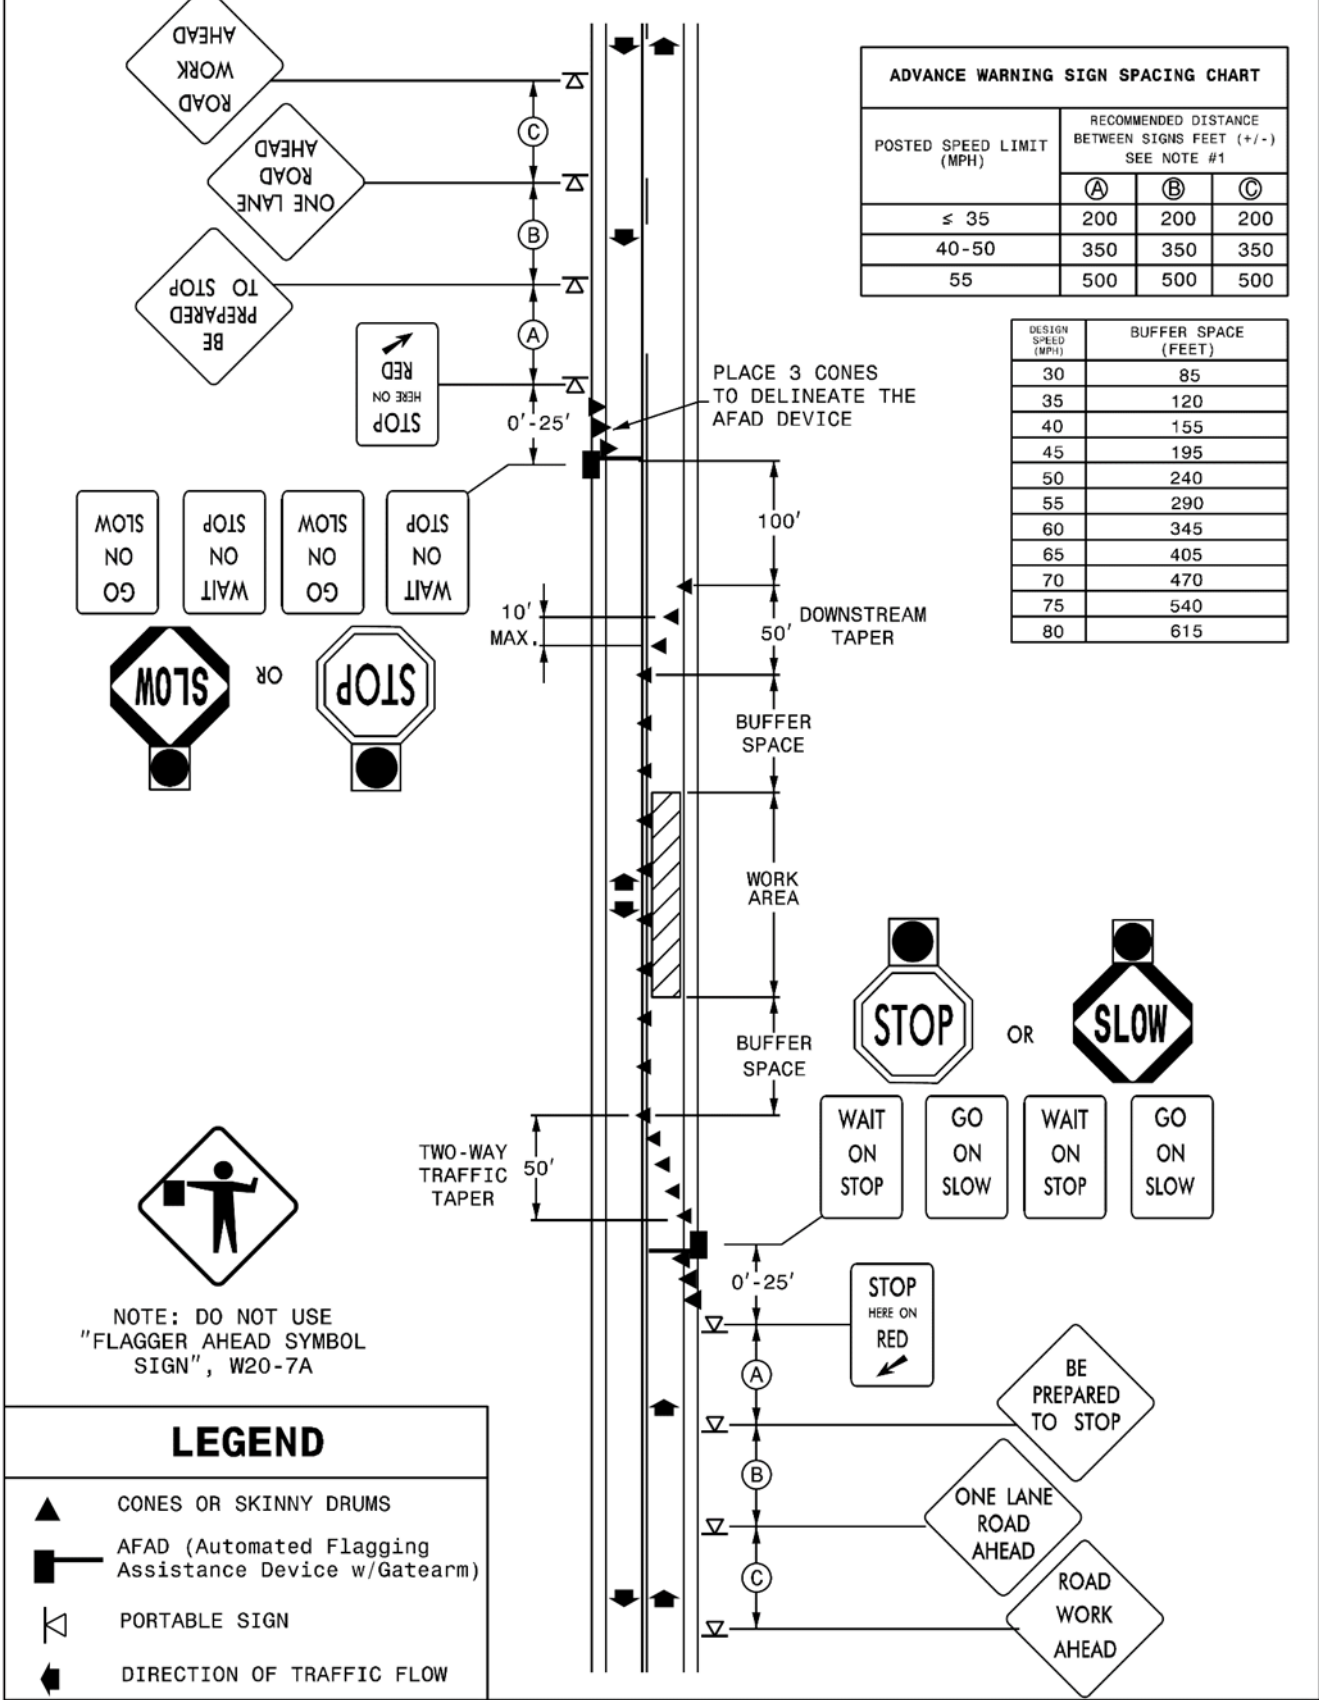 ROAD
WORK
AHEAD
ONE LANE
ROAD
AHEAD
BE
PREPARED
TO STOP
STOP
HERE ON
RED
C
B
A
0'-25'
PLACE 3 CONES
TO DELINEATE THE
AFAD DEVICE
ADVANCE WARNING SIGN SPACING CHART
POSTED SPEED LIMIT
(MPH)
RECOMMENDED DISTANCE
BETWEEN SIGNS FEET (+/-)
SEE NOTE #1
Ⓐ Ⓑ Ⓒ
≤ 35 200 200 200
40-50 350 350 350
55 500 500 500
DESIGN
SPEED
(MPH)
BUFFER SPACE
(FEET)
30 85
35 120
40 155
45 195
50 240
55 290
60 345
65 405
70 470
75 540
80 615
WAIT
ON
STOP
GO
ON
SLOW
WAIT
ON
STOP
GO
ON
SLOW
STOP
OR
SLOW
100'
10'
MAX.
50'
DOWNSTREAM
TAPER
BUFFER
SPACE
WORK
AREA
BUFFER
SPACE
TWO-WAY
TRAFFIC
TAPER
50'
STOP
OR
SLOW
WAIT
ON
STOP
GO
ON
SLOW
WAIT
ON
STOP
GO
ON
SLOW
0'-25'
STOP
HERE ON
RED
A
B
C
BE
PREPARED
TO STOP
ONE LANE
ROAD
AHEAD
ROAD
WORK
AHEAD
NOTE: DO NOT USE
"FLAGGER AHEAD SYMBOL
SIGN", W20-7A
LEGEND
CONES OR SKINNY DRUMS
AFAD (Automated Flagging
Assistance Device w/Gatearm)
PORTABLE SIGN
DIRECTION OF TRAFFIC FLOW